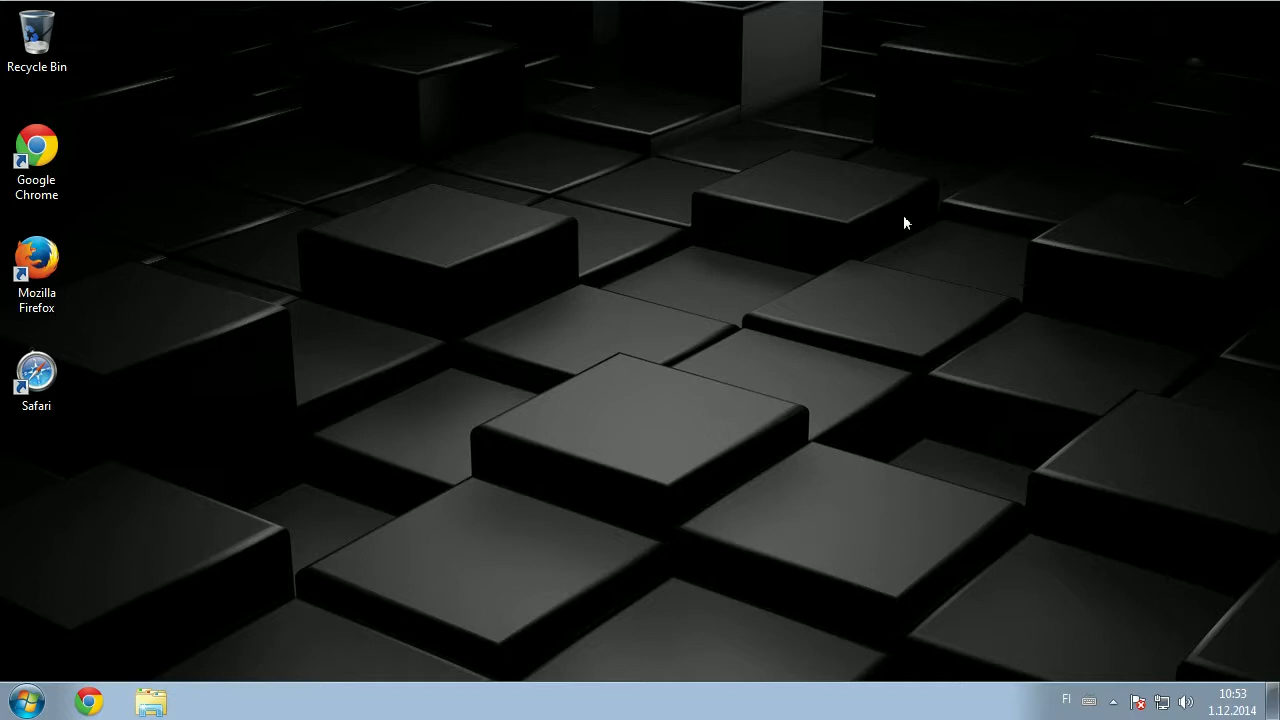 Recycle Bin
Google
Chrome
Mozilla
Firefox
Safari
FI
10:53
1.12.2014